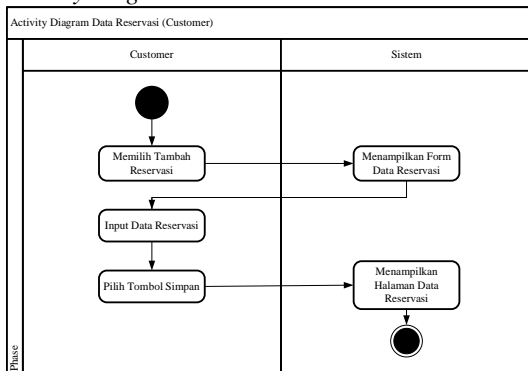 Activity Diagram Data Reservasi (Customer)
Customer
Sistem
Memilih Tambah
Reservasi
Menampilkan Form
Data Reservasi
Input Data Reservasi
Pilih Tombol Simpan
Menampilkan
Halaman Data
Reservasi
Phase